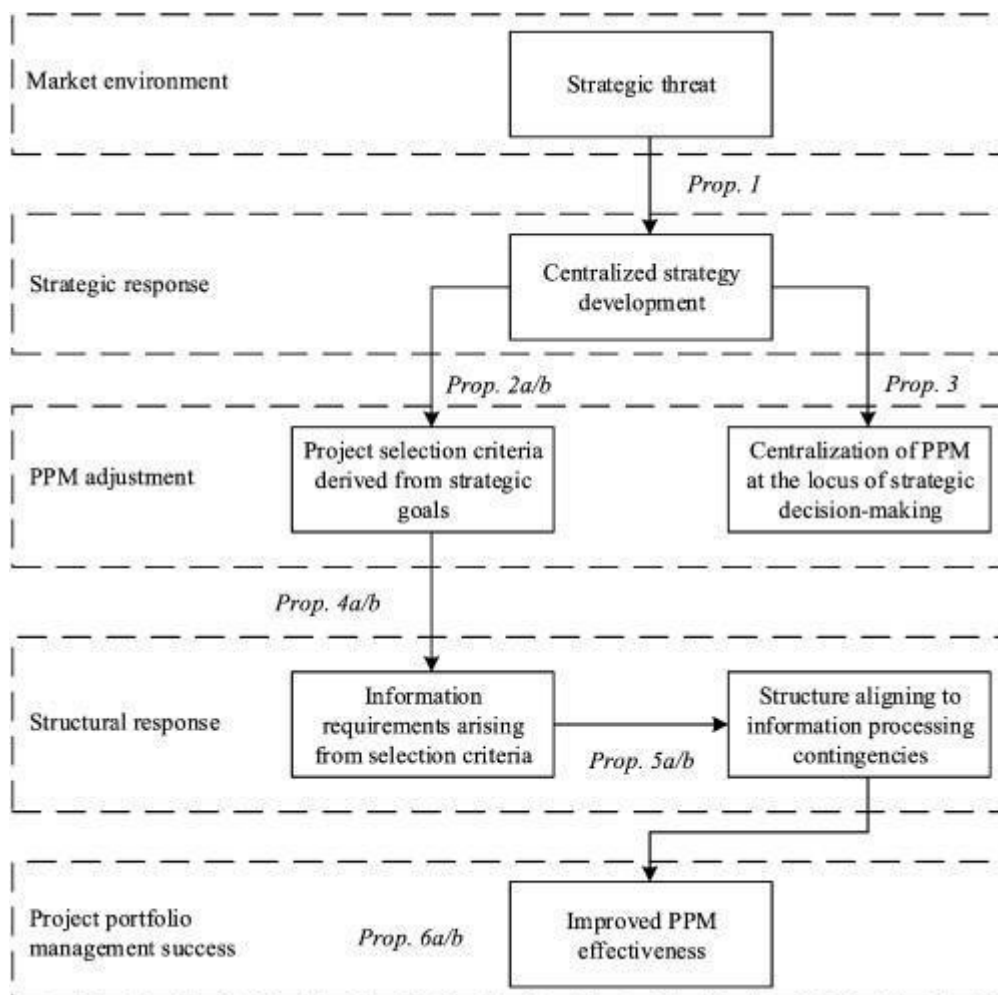 Market environment
Strategic threat
Prop. 1
Strategic response
Centralized strategy
development
Prop. 2a/b
Prop. 3
PPM adjustment
Project selection criteria
derived from strategic
goals
Centralization of PPM
at the locus of strategic
decision-making
Prop. 4a/b
Structural response
Information
requirements arising
from selection criteria
Prop. 5a/b
Structure aligning to
information processing
contingencies
Project portfolio
management success
Prop. 6a/b
Improved PPM
effectiveness